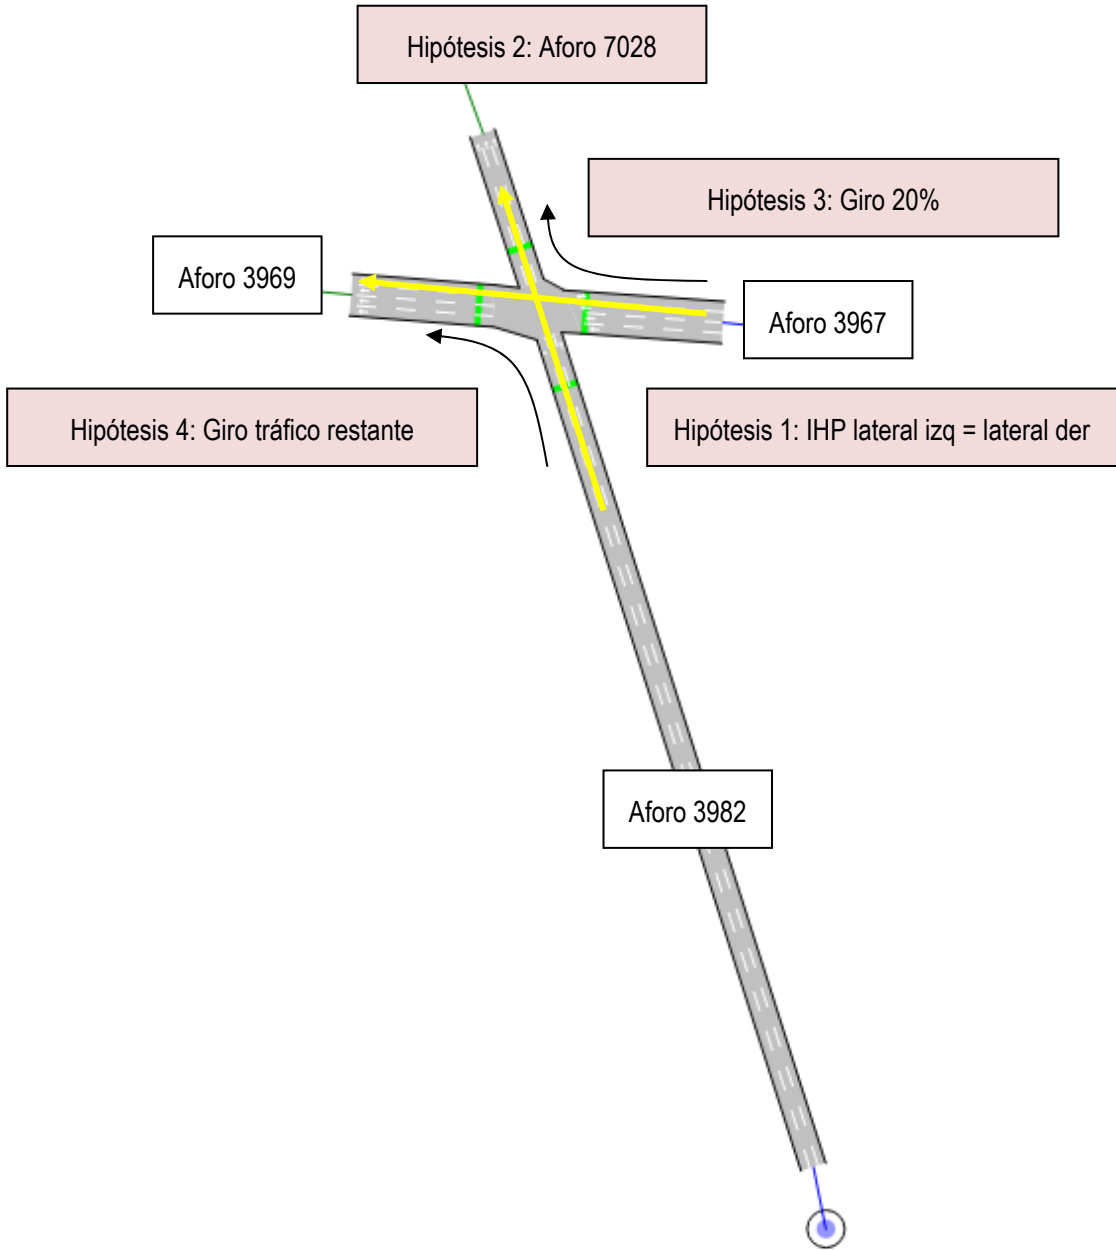 Hipótesis 2: Aforo 7028
Hipótesis 3: Giro 20%
Aforo 3969
Aforo 3967
Hipótesis 4: Giro tráfico restante
Hipótesis 1: IHP lateral izq = lateral der
Aforo 3982